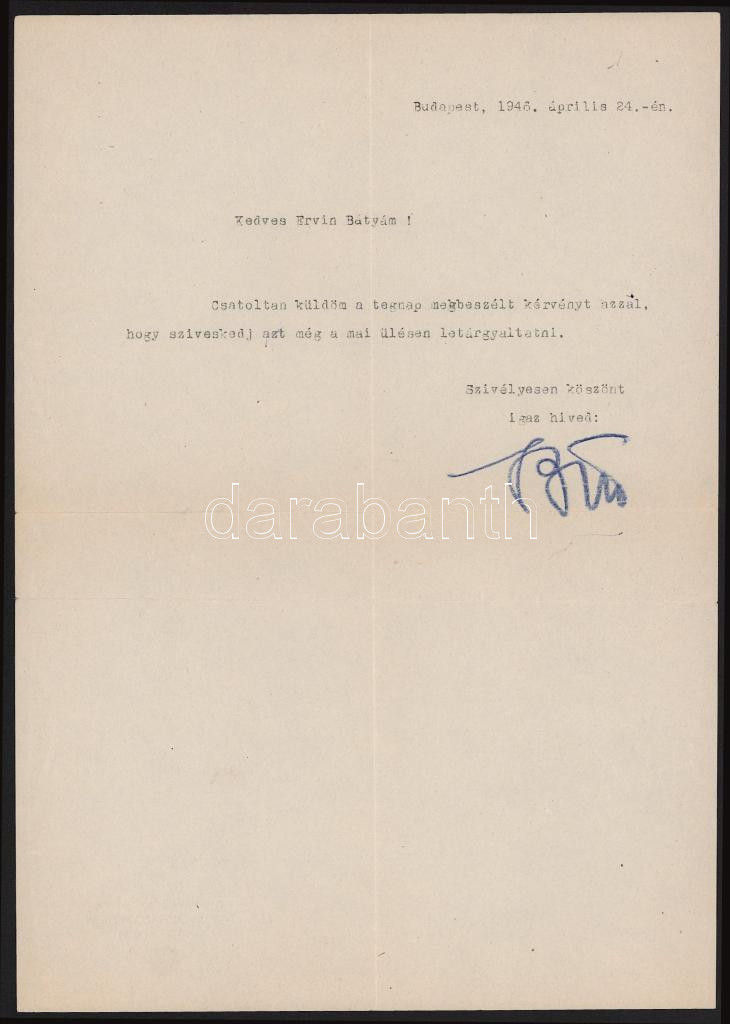 Budapest, 1946. április 24.-én.
Kedves Ervin Bátyám !
Csatoltan küldöm a tegnap megbeszélt kérvényt azzal,
hogy sziveskedj azt még a mai ülésen letárgyaltatni.
Szivélyesen köszönt
igaz hived:
darabanth